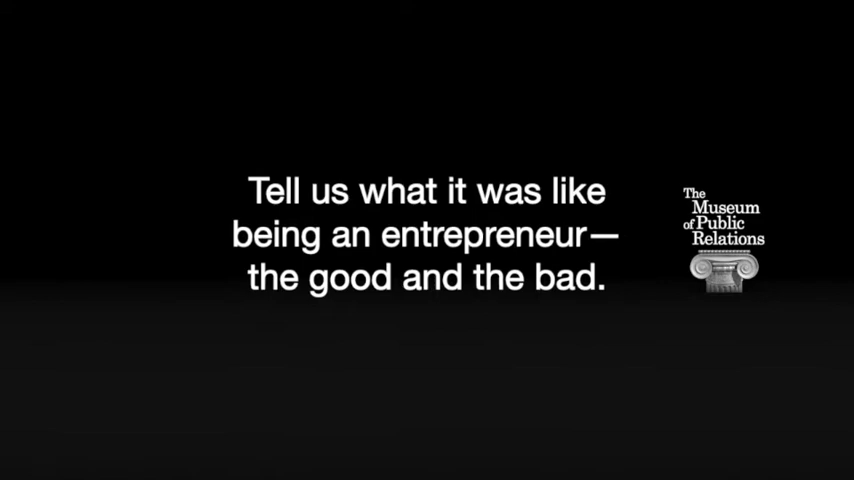 Tell us what it was like
being an entrepreneur—
the good and the bad.
The
Museum
of Public
Relations